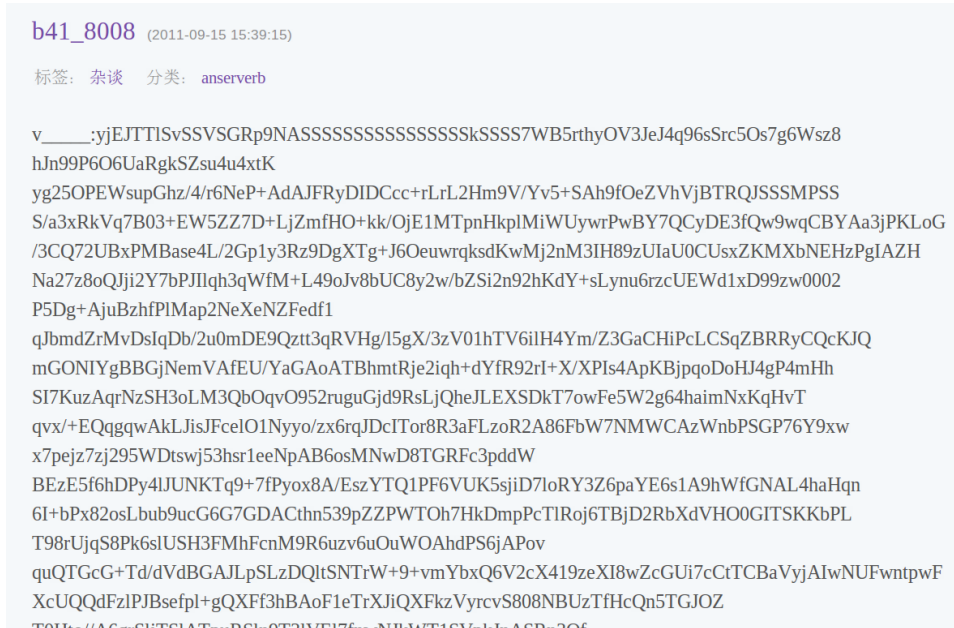 b41_8008 (2011-09-15 15:39:15)
标签： 杂谈 分类： anserverb
v_____:yjEJTTlSvSSVSGRp9NASSSSSSSSSSSSSSSSkSSSS7WB5rthyOV3JeJ4q96sSrc5Os7g6Wsz8
hJn99P6O6UaRgkSZsu4u4xtK
yg25OPEWsupGhz/4/r6NeP+AdAJFRyDIDCcc+rLrL2Hm9V/Yv5+SAh9fOeZVhVjBTRQJSSSMPSS
S/a3xRkVq7B03+EW5ZZ7D+LjZmfHO+kk/OjE1MTpnHkplMiWUywrPwBY7QCyDE3fQw9wqCBYAa3jPKLoG
/3CQ72UBxPMBase4L/2Gp1y3Rz9DgXTg+J6OeuwrqksdKwMj2nM3IH89zUIaU0CUsxZKMXbNEHzPgIAZH
Na27z8oQJji2Y7bPJIlqh3qWfM+L49oJv8bUC8y2w/bZSi2n92hKdY+sLynu6rzcUEWd1xD99zw0002
P5Dg+AjuBzhfPlMap2NeXeNZFedf1
qJbmdZrMvDsIqDb/2u0mDE9Qztt3qRVHg/l5gX/3zV01hTV6ilH4Ym/Z3GaCHiPcLCSqZBRRyCQcKJQ
mGONIYgBBGjNemVAfEU/YaGAoATBhmtRje2iqh+dYfR92rI+X/XPIs4ApKBjpqoDoHJ4gP4mHh
SI7KuzAqrNzSH3oLM3QbOqvO952ruguGjd9RsLjQheJLEXSDkT7owFe5W2g64haimNxKqHvT
qvx/+EQqgqwAkLJisJFcelO1Nyyo/zx6rqJDcITor8R3aFLzoR2A86FbW7NMWCAzWnbPSGP76Y9xw
x7pejz7zj295WDtswj53hsr1eeNpAB6osMNwD8TGRFc3pddW
BEzE5f6hDPy4lJUNKTq9+7fPyox8A/EszYTQ1PF6VUK5sjiD7loRY3Z6paYE6s1A9hWfGNAL4haHqn
6I+bPx82osLbub9ucG6G7GDACthn539pZZPWTOh7HkDmpPcTlRoj6TBjD2RbXdVHO0GITSKKbPL
T98rUjqS8Pk6slUSH3FMhFcnM9R6uzv6uOuWOAhdPS6jAPov
quQTGcG+Td/dVdBGAJLpSLzDQltSNTrW+9+vmYbxQ6V2cX419zeXI8wZcGUi7cCtTCBaVyjAIwNUFwntpwF
XcUQQdFzlPJBsefpl+gQXFf3hBAoF1eTrXJiQXFkzVyrcvS808NBUzTfHcQn5TGJOZ